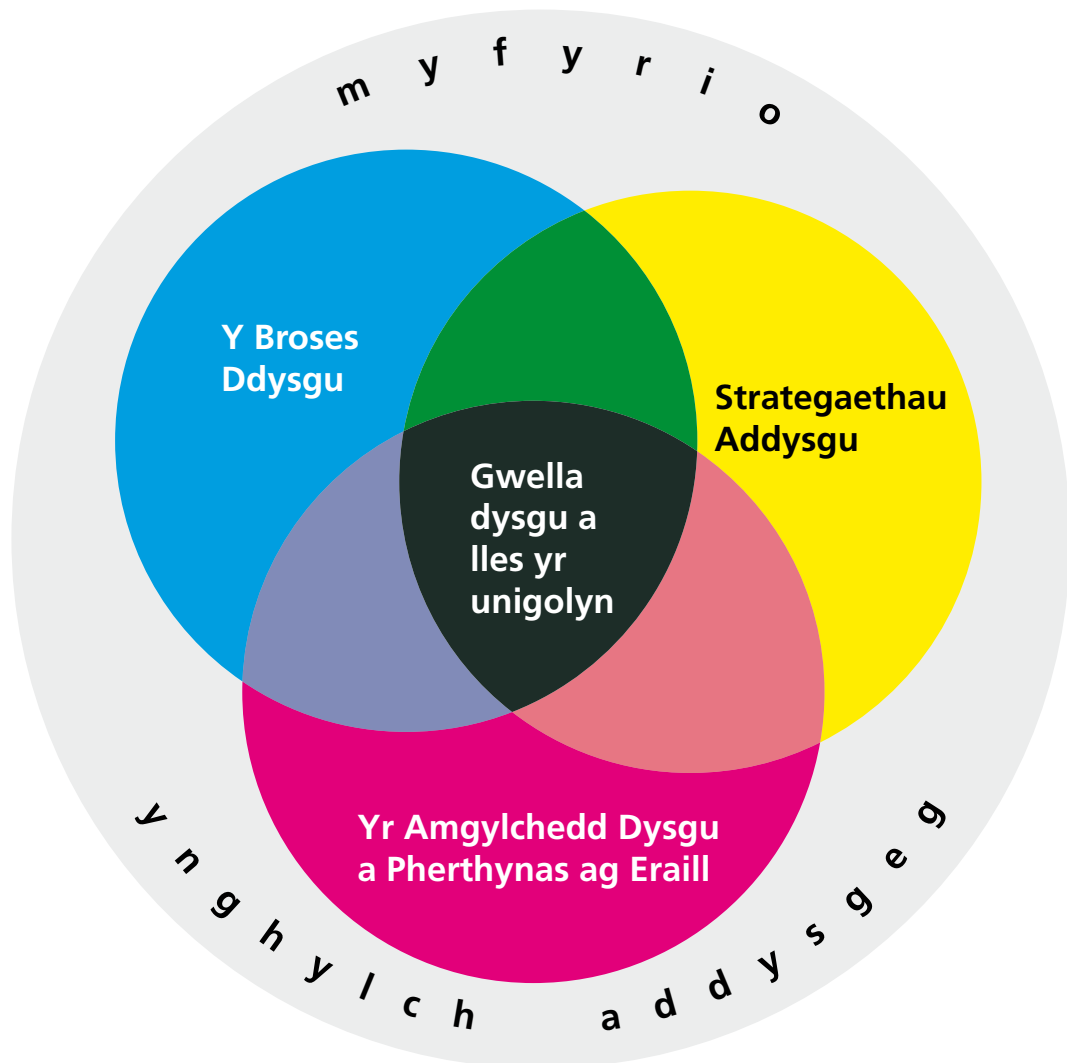 myfyrio
Y Broses
Ddysgu
Strategaethau
Addysgu
Gwella
dysgu a
lles yr
unigolyn
Yr Amgylchedd Dysgu
a Pherthynas ag Eraill
ynghylch addysgeg